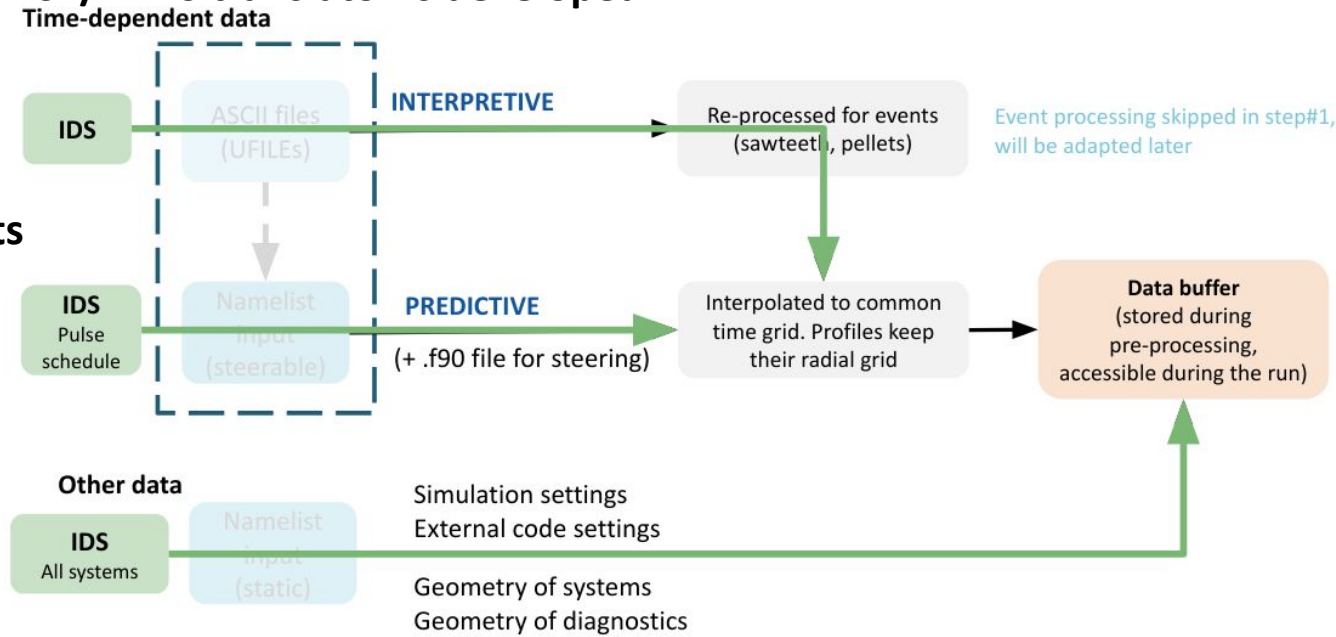 Time-dependent data
IDS
ASCII files
(UFILEs)
INTERPRETIVE
Re-processed for events
(sawteeth, pellets)
Event processing skipped in step#1,
will be adapted later
ts
IDS
Pulse
schedule
Namelist
input
(steerable)
PREDICTIVE
(+ .f90 file for steering)
Interpolated to common
time grid. Profiles keep
their radial grid
Data buffer
(stored during
pre-processing,
accessible during the run)
Other data
IDS
All systems
Namelist
input
(static)
Simulation settings
External code settings
Geometry of systems
Geometry of diagnostics